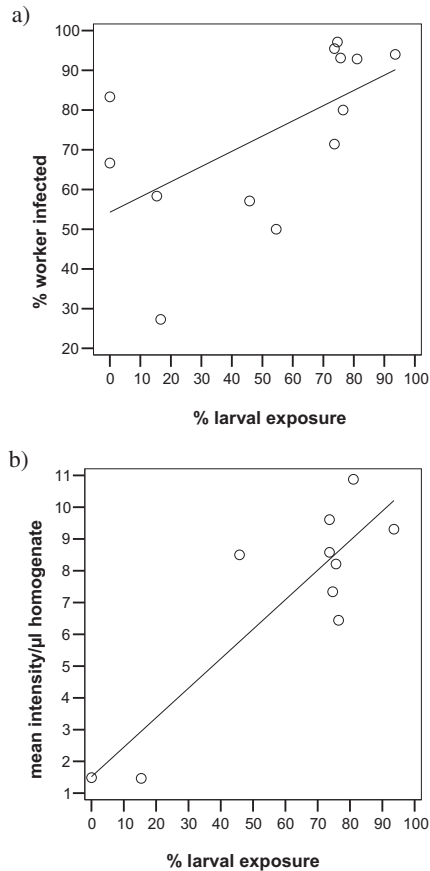 a)
100
90
80
70
60
50
40
30
20
% worker infected
0 10 20 30 40 50 60 70 80 90 100
% larval exposure
b)
11
10
9
8
7
6
5
4
3
2
1
mean intensity/µl homogenate
0 10 20 30 40 50 60 70 80 90 100
% larval exposure